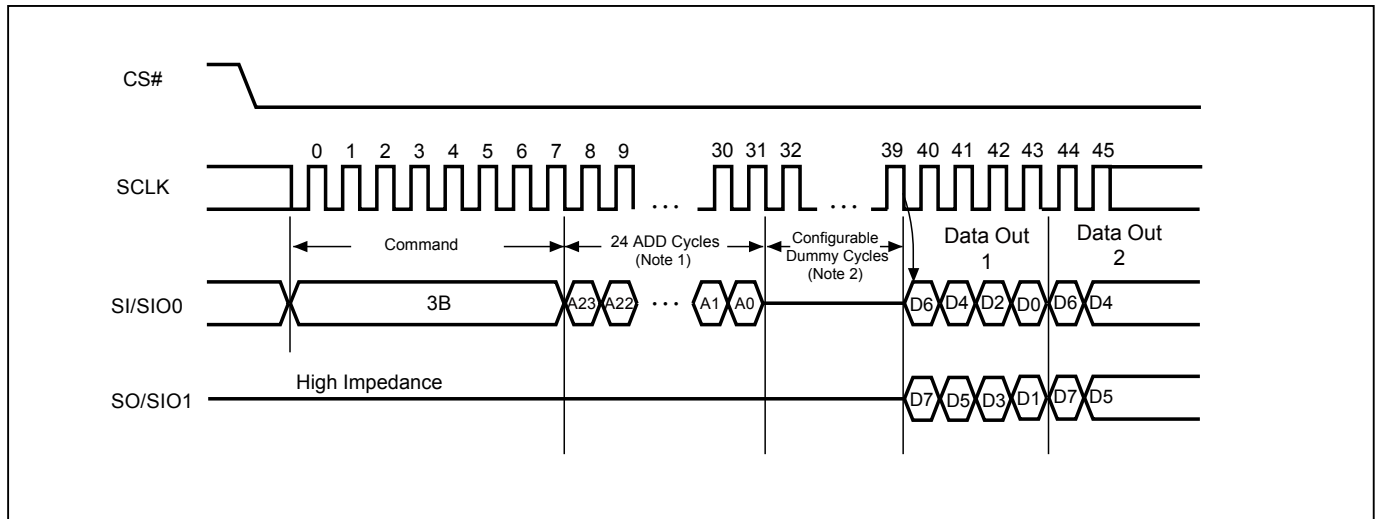 CS#
0 1 2 3 4 5 6 7 8 9 30 31 32 39 40 41 42 43 44 45
SCLK
... ...
Command
24 ADD Cycles
(Note 1)
Configurable
Dummy Cycles
(Note 2)
Data Out
1
Data Out
2
SI/SIO0 3B A23 A22 ... A1 A0 D6 D4 D2 D0 D6 D4
High Impedance
SO/SIO1 D7 D5 D3 D1 D7 D5